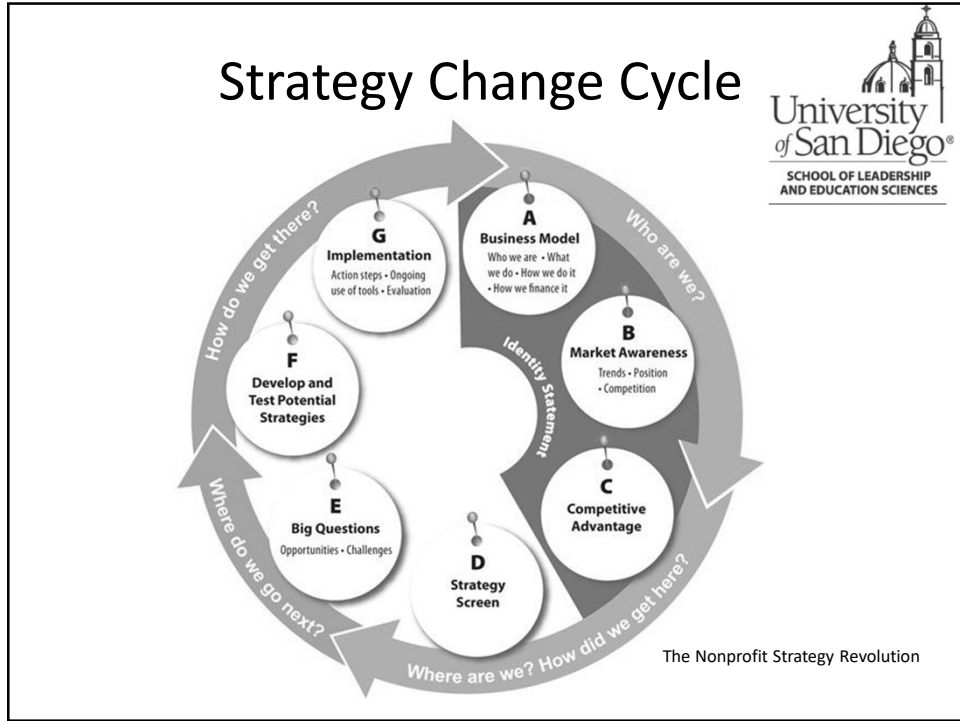 Strategy Change Cycle
University
of San Diego®
SCHOOL OF LEADERSHIP
AND EDUCATION SCIENCES
Who are we?
Where are we? How did we get here?
Where do we go next?
How do we get there?
A
Business Model
Who we are • What
we do • How we do it
• How we finance it
B
Market Awareness
Trends • Position
• Competition
C
Competitive
Advantage
Identity Statement
D
Strategy
Screen
E
Big Questions
Opportunities • Challenges
F
Develop and
Test Potential
Strategies
G
Implementation
Action steps • Ongoing
use of tools • Evaluation
The Nonprofit Strategy Revolution